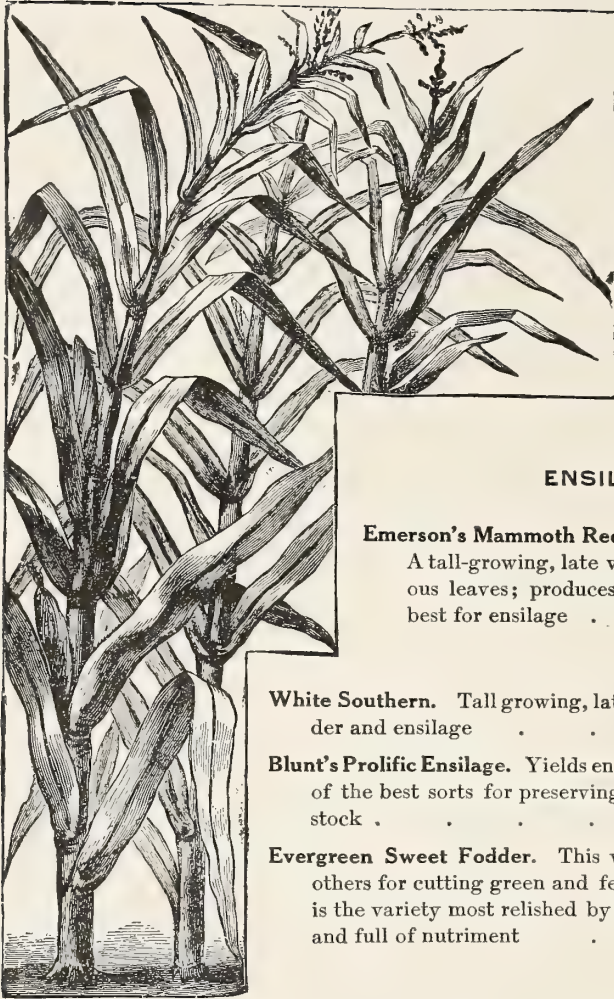 ENSIL
Emerson's Mammoth Red
A tall-growing, late v
ous leaves; produces
best for ensilage .
White Southern. Tall growing, lat
der and ensilage . .
Blunt's Prolific Ensilage. Yields en
of the best sorts for preserving
stock . . . .
Evergreen Sweet Fodder. This v
others for cutting green and fe
is the variety most relished by
and full of nutriment .